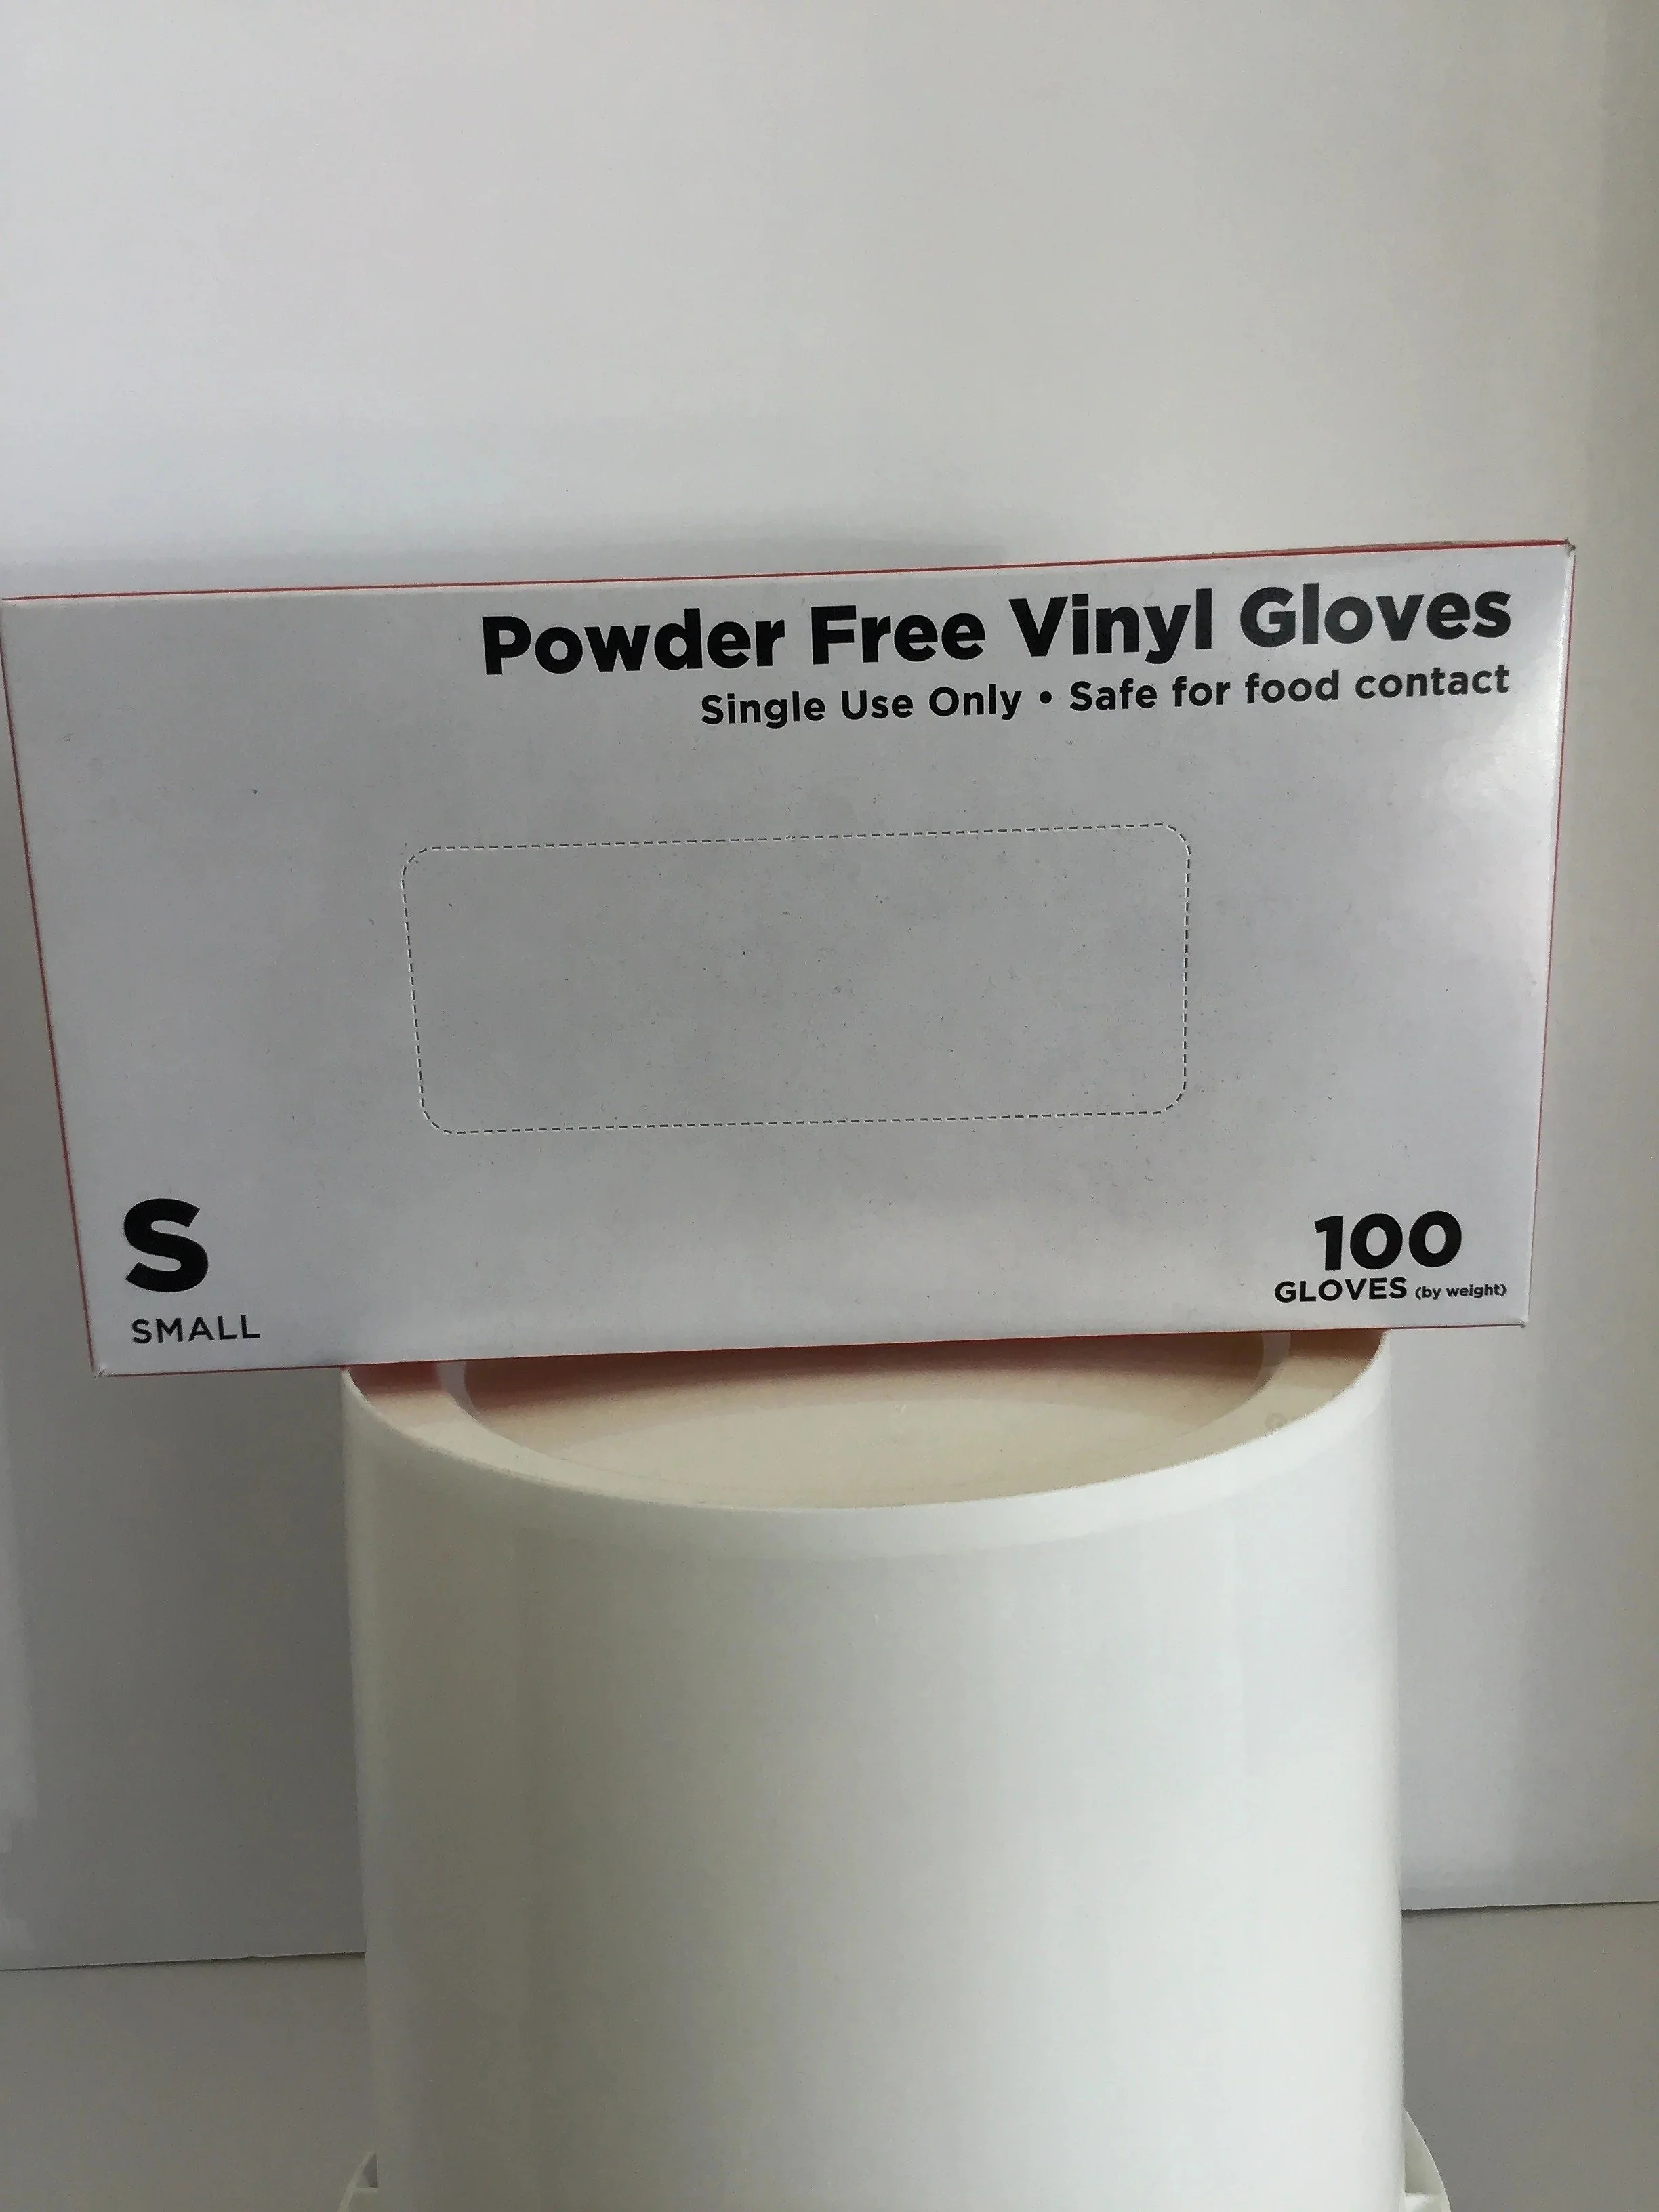 Powder Free Vinyl Gloves
Single Use Only • Safe for food contact
S
SMALL
100
GLOVES (by weight)